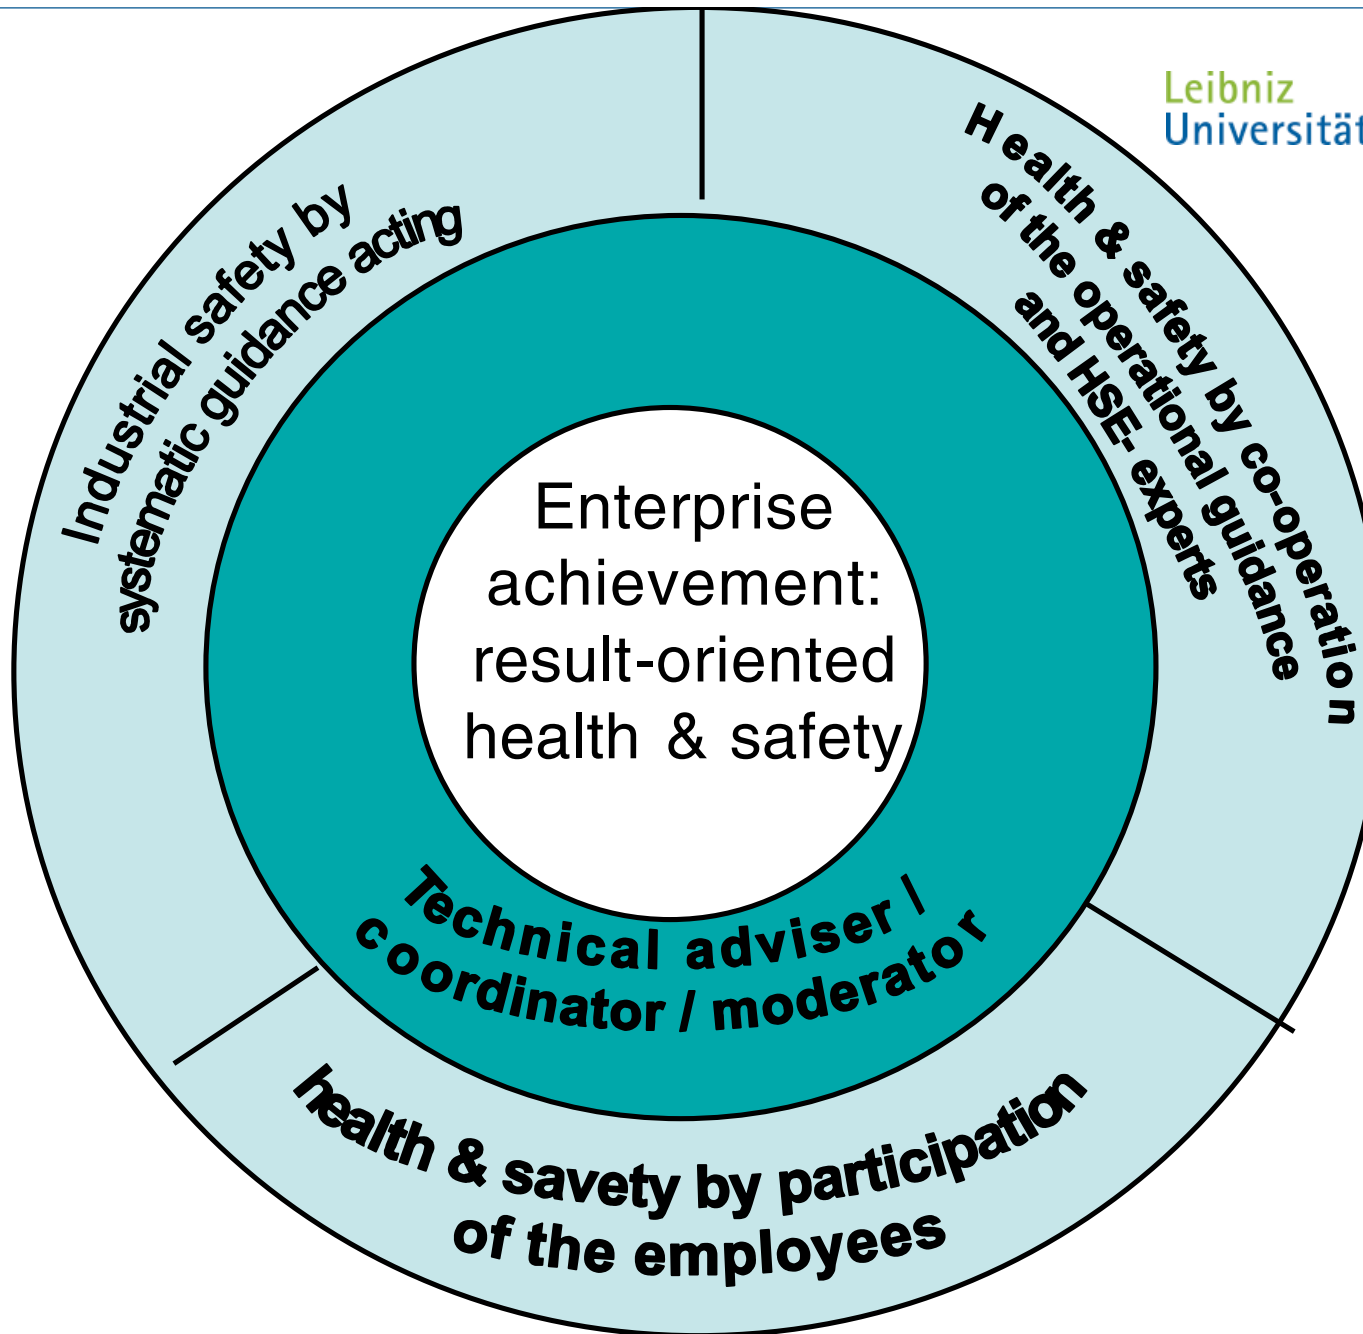 Leibniz
Universität
Industrial safety by
systematic guidance acting
Health & safety by co-operation
of the operational guidance
and HSE- experts
Enterprise
achievement:
result-oriented
health & safety
Technical adviser /
coordinator / moderator
health & savety by participation
of the employees